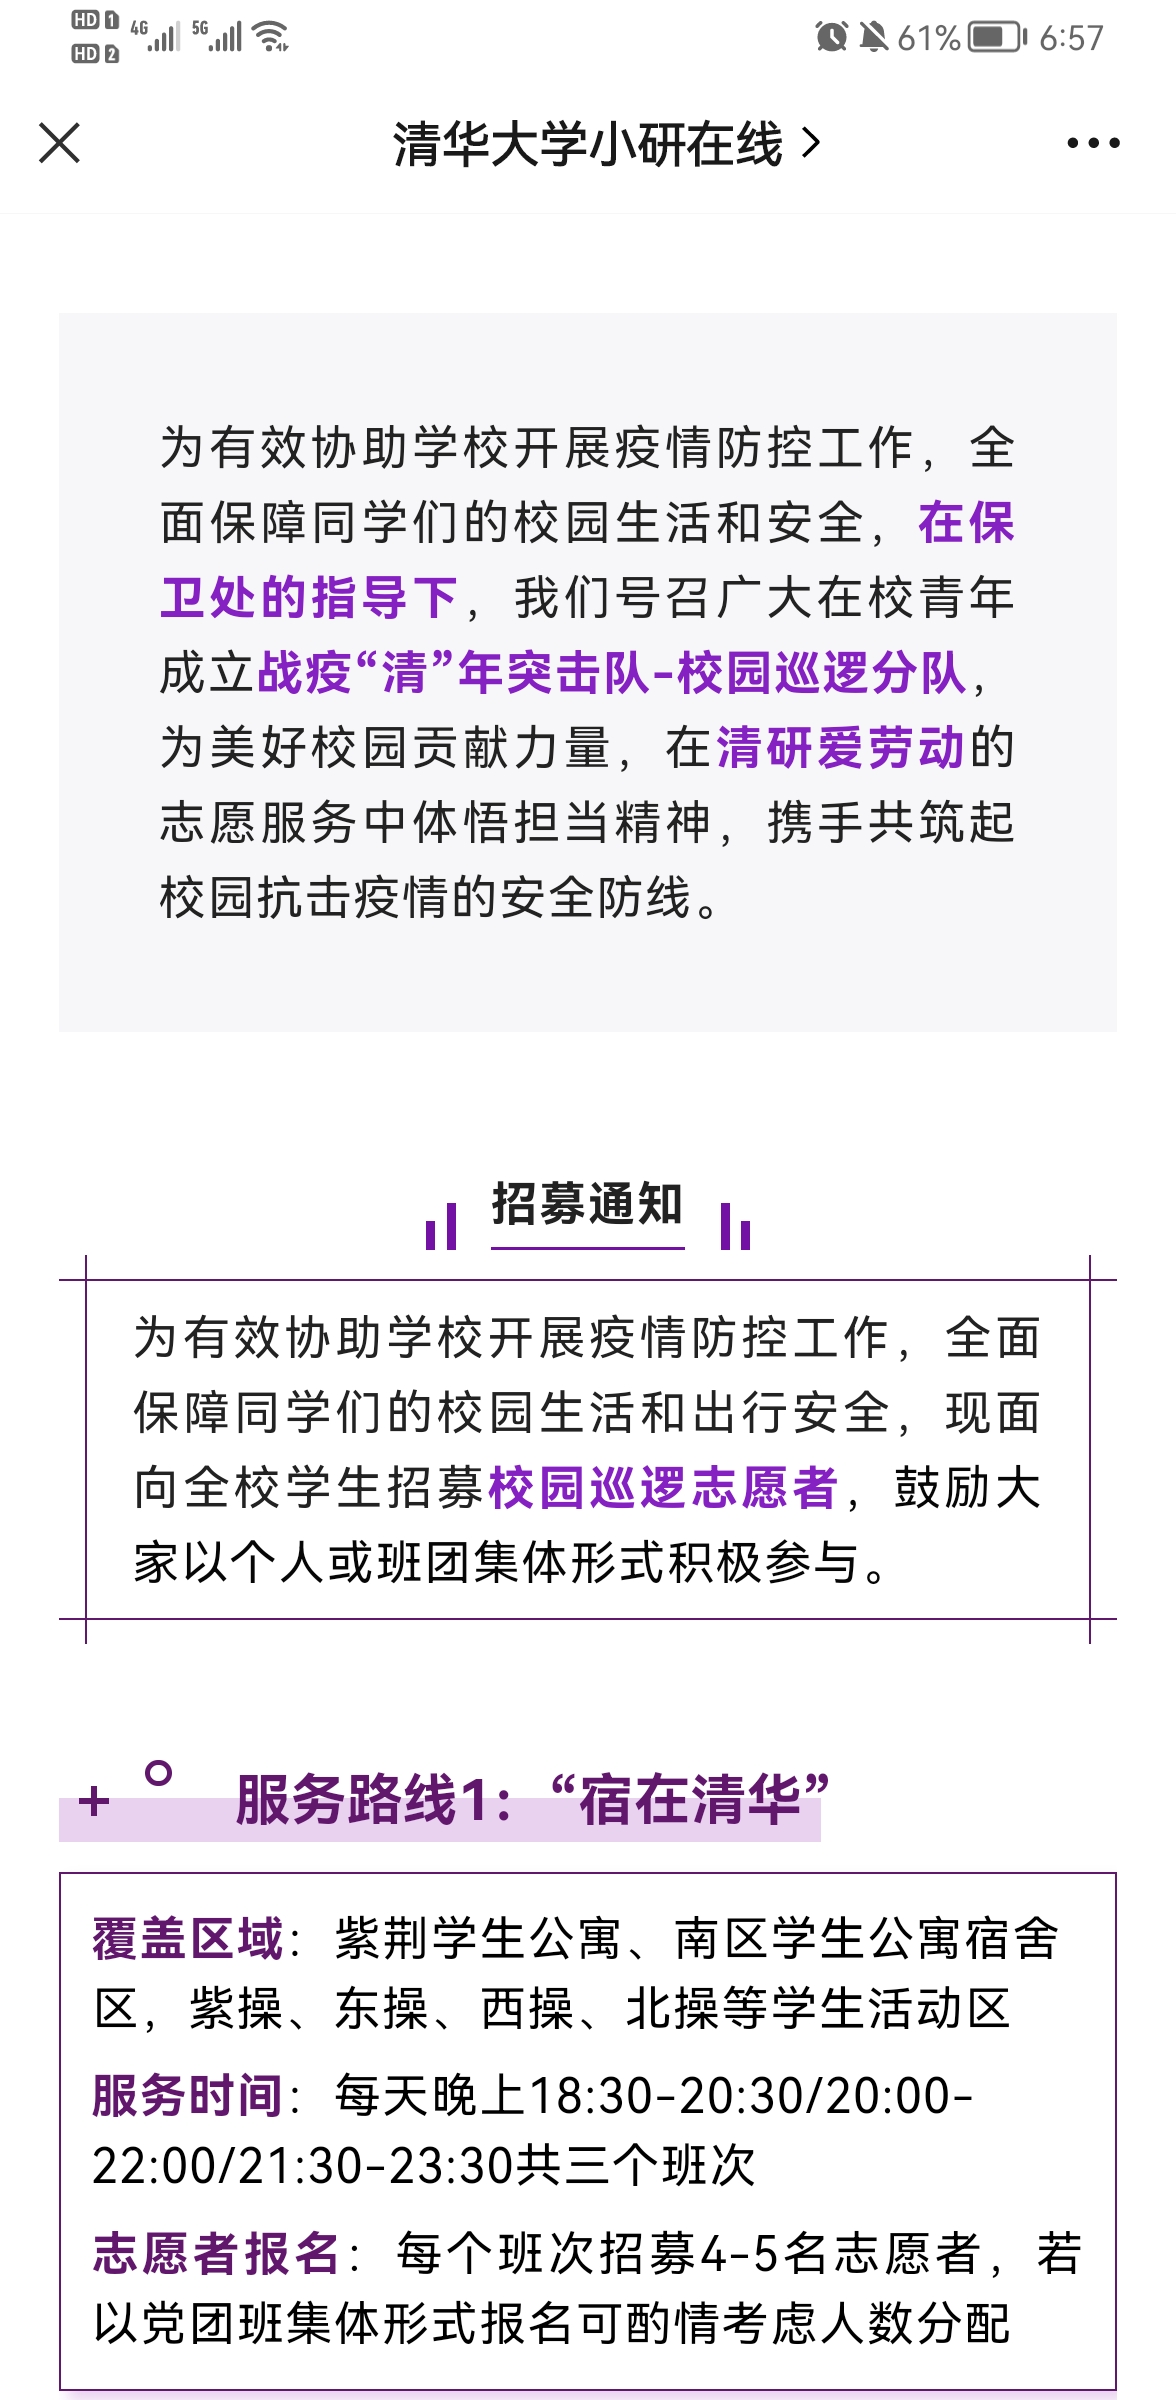 HD 1 4G 5G 61% 6:57
HD 2
清华大学小研在线
为有效协助学校开展疫情防控工作，全
面保障同学们的校园生活和安全，在保
卫处的指导下，我们号召广大在校青年
成立战疫“清”年突击队-校园巡逻分队，
为美好校园贡献力量，在清研爱劳动的
志愿服务中体悟担当精神，携手共筑起
校园抗击疫情的安全防线。
招募通知
为有效协助学校开展疫情防控工作，全面
保障同学们的校园生活和出行安全，现面
向全校学生招募校园巡逻志愿者，鼓励大
家以个人或班团集体形式积极参与。
服务路线1：“宿在清华”
覆盖区域：紫荆学生公寓、南区学生公寓宿舍
区，紫操、东操、西操、北操等学生活动区
服务时间：每天晚上18:30-20:30/20:00-
22:00/21:30-23:30共三个班次
志愿者报名：每个班次招募4-5名志愿者，若
以党团班集体形式报名可酌情考虑人数分配